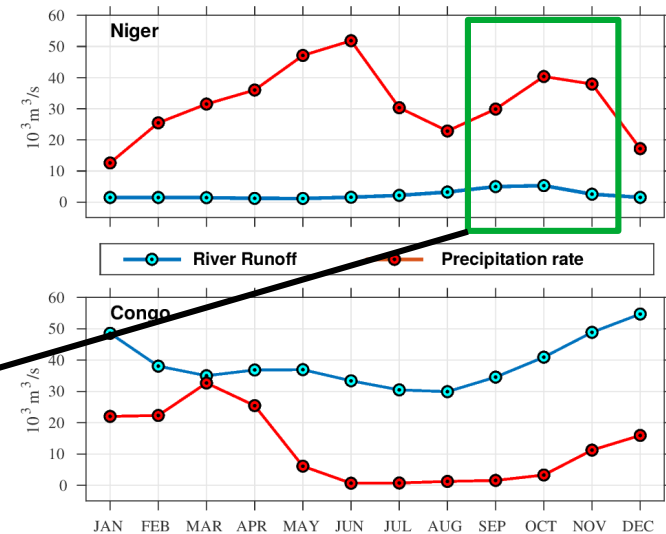 Niger
60
50
40
30
20
10
0
10³ m³/s
River Runoff
Precipitation rate
Congo
60
50
40
30
20
10
0
10³ m³/s
JAN FEB MAR APR MAY JUN JUL AUG SEP OCT NOV DEC